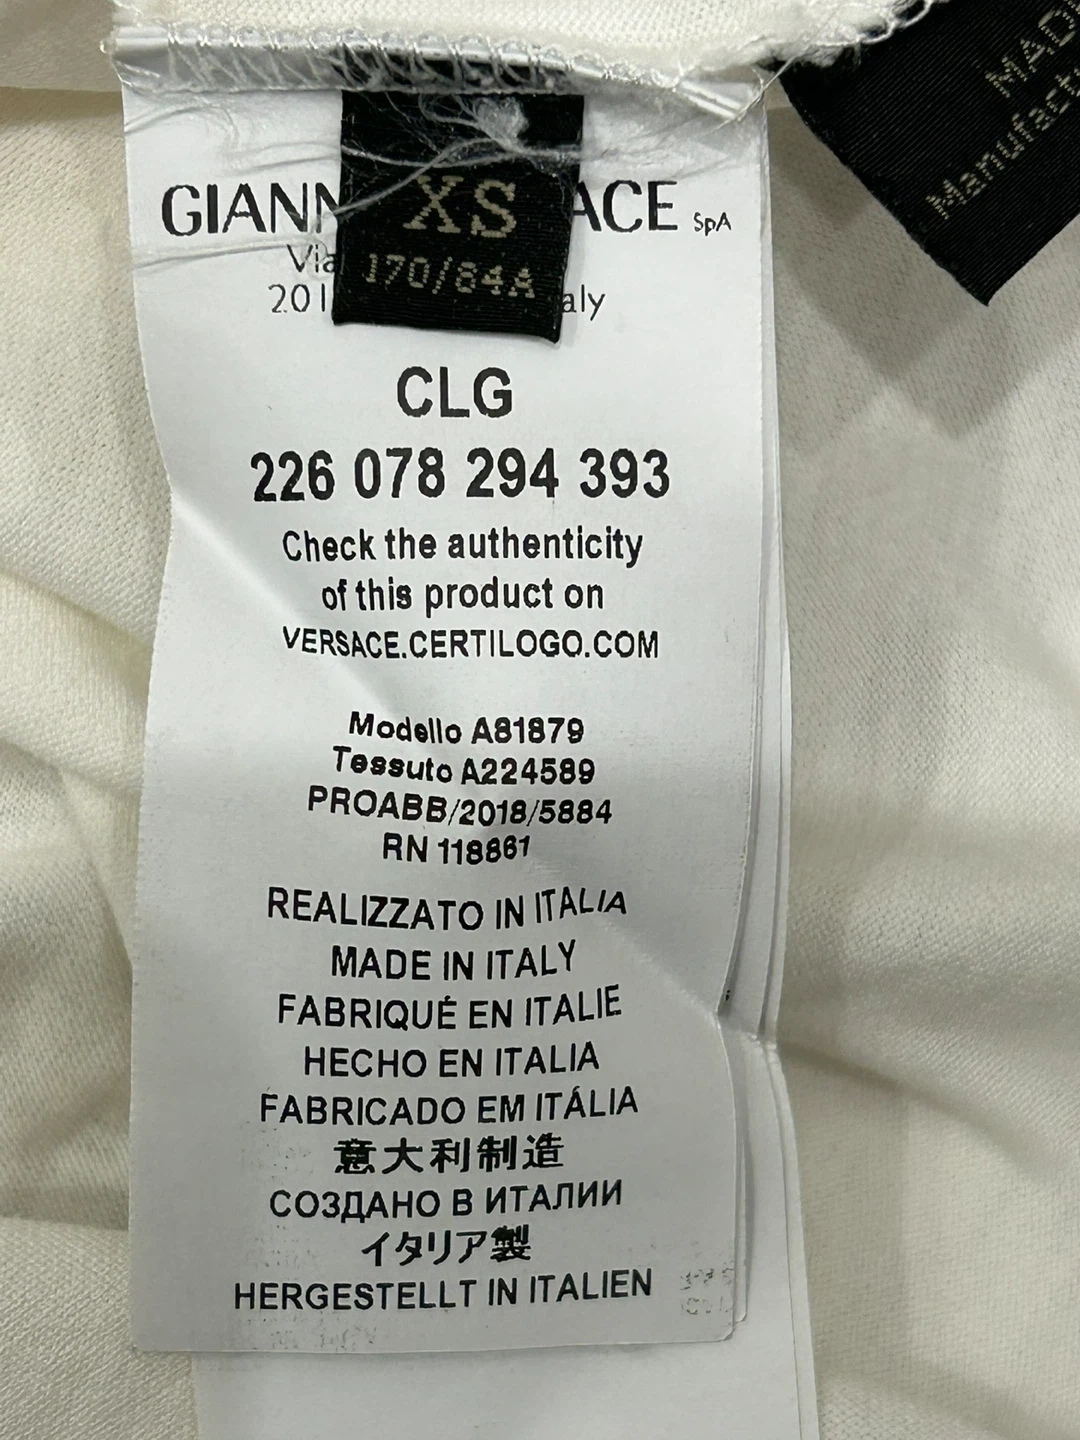 MADE
Manufact
XS
170/84A
GIANN ACE SpA
Via
201 aly
CLG
226 078 294 393
Check the authenticity
of this product on
VERSACE.CERTILOGO.COM
Modello A81879
Tessuto A224589
PROABB/2018/5884
RN 118861
REALIZZATO IN ITALIA
MADE IN ITALY
FABRIQUÉ EN ITALIE
HECHO EN ITALIA
FABRICADO EM ITÁLIA
意大利制造
СОЗДАНО В ИТАЛИИ
イタリア製
HERGESTELLT IN ITALIEN